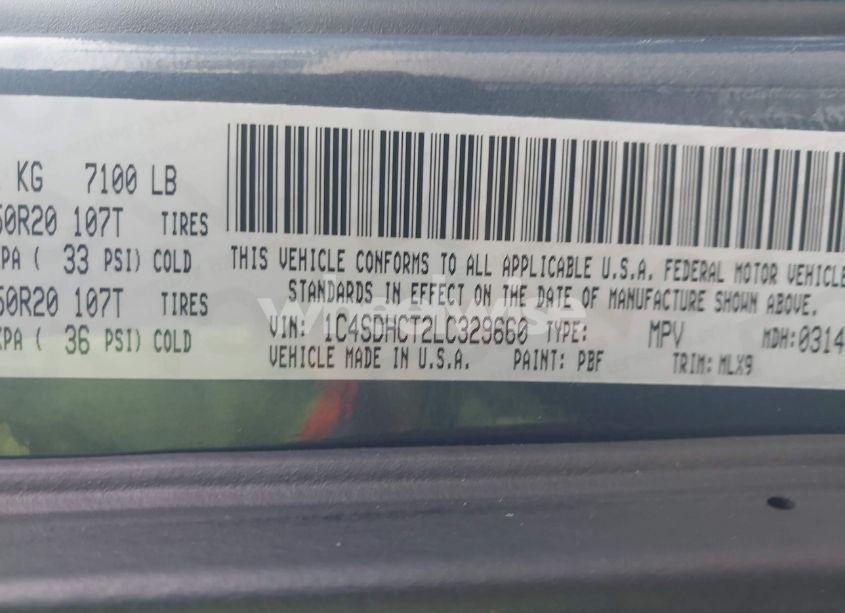 KG 7100 LB
50R20 107T TIRES
PA ( 33 PSI) COLD
50R20 107T TIRES
PA ( 36 PSI) COLD
THIS VEHICLE CONFORMS TO ALL APPLICABLE U.S.A. FEDERAL MOTOR VEHICLE
STANDARDS IN EFFECT ON THE DATE OF MANUFACTURE SHOWN ABOVE.
VIN: 1C4SDHCT2LC329660 TYPE: MPV MDH:0314
VEHICLE MADE IN U.S.A. PAINT: PBF TRIM: MLX9
wheelwise